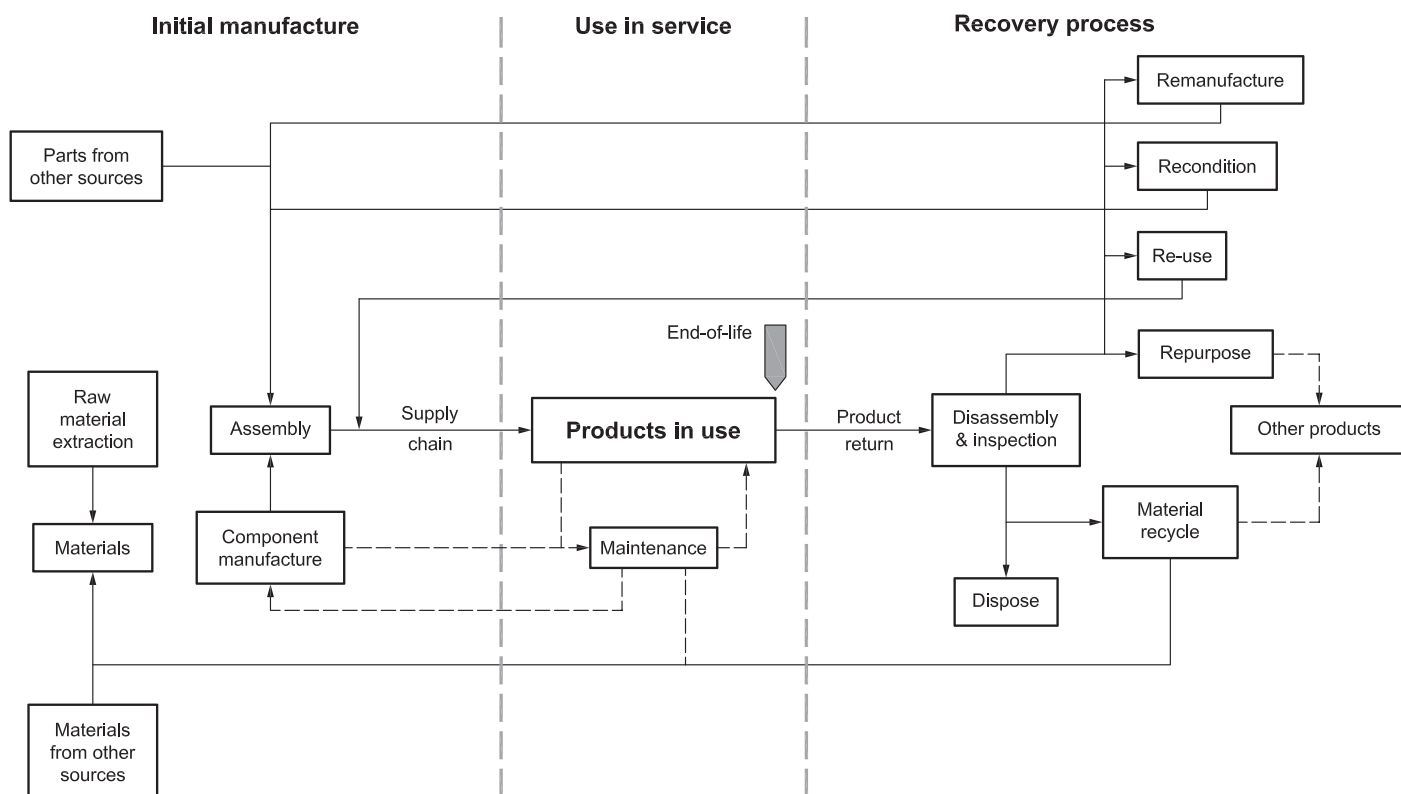 Initial manufacture
Use in service
Recovery process
Remanufacture
Parts from
other sources
Recondition
Re-use
End-of-life
Repurpose
Raw
material
extraction
Assembly
Supply
chain
Products in use
Product
return
Disassembly
& inspection
Other products
Materials
Component
manufacture
Maintenance
Material
recycle
Dispose
Materials
from other
sources